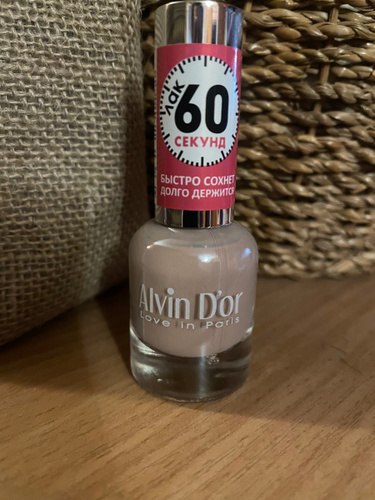 лак
60
СЕКУНД
БЫСТРО СОХНЕТ
ДОЛГО ДЕРЖИТСЯ
Alvin D'or
Love in Paris